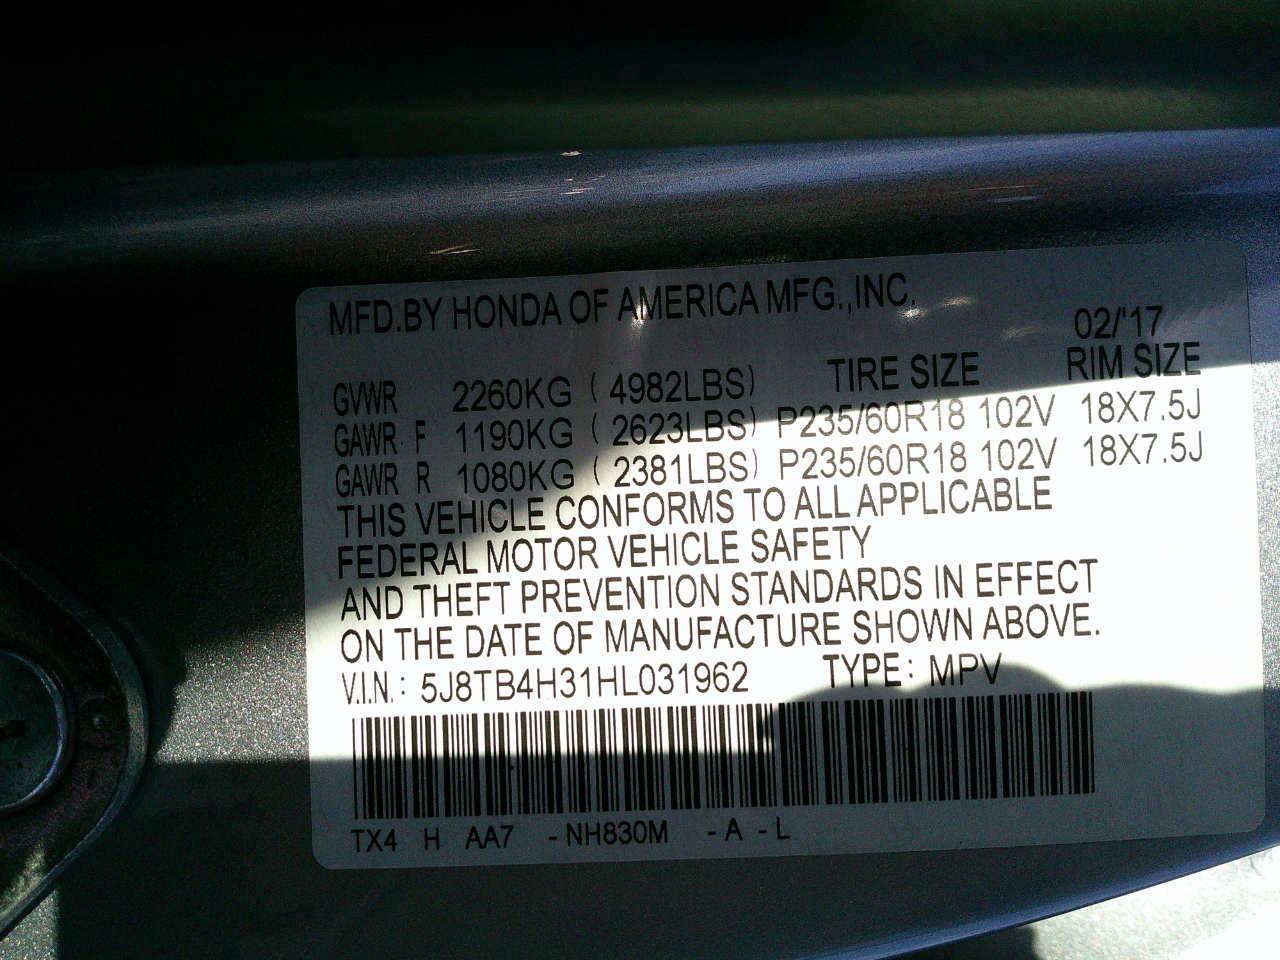 MFD.BY HONDA OF AMERICA MFG.,INC.
02/'17
GVWR 2260KG ( 4982LBS) TIRE SIZE RIM SIZE
GAWR F 1190KG ( 2623LBS) P235/60R18 102V 18X7.5J
GAWR R 1080KG ( 2381LBS) P235/60R18 102V 18X7.5J
THIS VEHICLE CONFORMS TO ALL APPLICABLE
FEDERAL MOTOR VEHICLE SAFETY
AND THEFT PREVENTION STANDARDS IN EFFECT
ON THE DATE OF MANUFACTURE SHOWN ABOVE.
V.I.N.: 5J8TB4H31HL031962 TYPE: MPV
TX4 H AA7 -NH830M -A -L